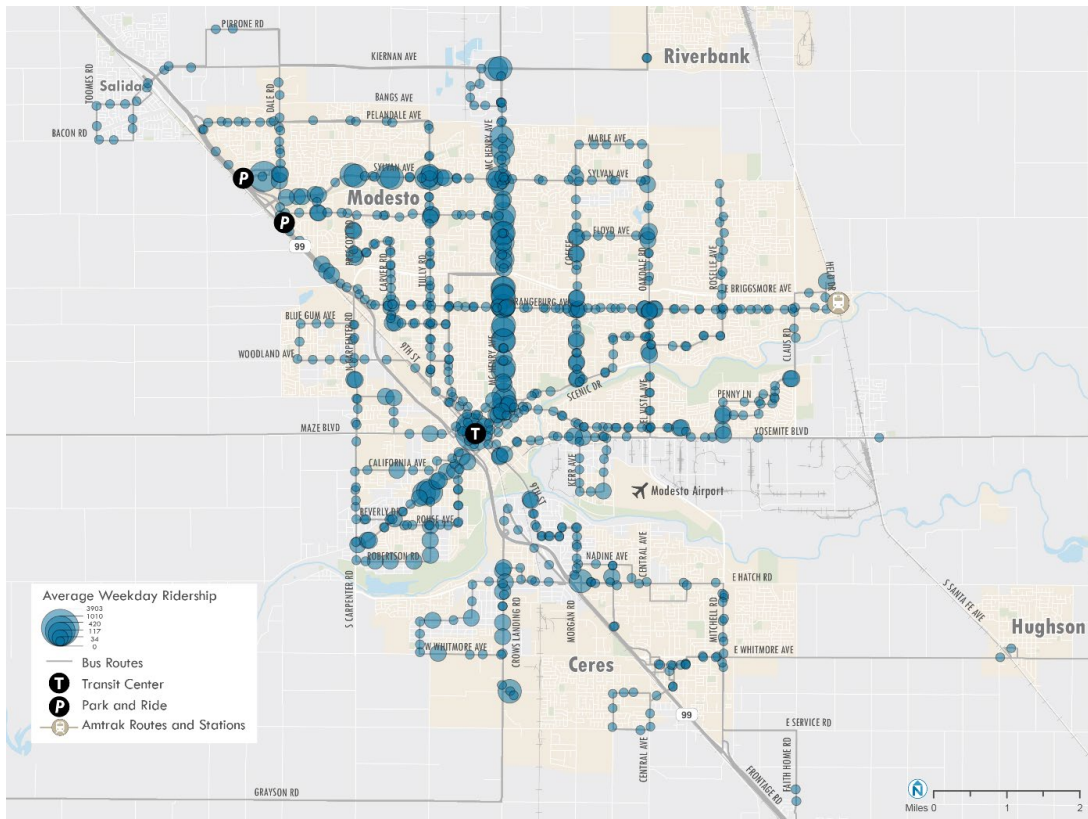 PIRRONE RD
KIERNAN AVE
Riverbank
TOOMES RD
Salida
DALE RD
BANGS AVE
PELANDALE AVE
BACON RD
MC HENRY AVE
MABLE AVE
SYLVAN AVE
SYLVAN AVE
P
Modesto
P
99
FLOYD AVE
CARVER RD
TULLY RD
COFFEE
OAKDALE RD
ROSELLE AVE
HELD DR
E BRIGGSMORE AVE
ORANGEBURG AVE
BLUE GUM AVE
N CARPENTER RD
9TH ST
WOODLAND AVE
MC HENRY AVE
CLAUS RD
SCENIC DR
EL VISTA AVE
PENNY LN
MAZE BLVD
T
YOSEMITE BLVD
CALIFORNIA AVE
KERR AVE
Modesto Airport
9TH ST
BEVERLY DR
ROUSE AVE
ROBERTSON RD
NADINE AVE
CENTRAL AVE
E HATCH RD
S CARPENTER RD
MORGAN RD
MITCHELL RD
S SANTA FE AVE
CROWS LANDING RD
W WHITMORE AVE
E WHITMORE AVE
Hughson
Ceres
99
E SERVICE RD
CENTRAL AVE
FRONTAGE RD
FAITH HOME RD
GRAYSON RD
Average Weekday Ridership
3903
1010
420
117
34
0
Bus Routes
T Transit Center
P Park and Ride
Amtrak Routes and Stations
N
Miles 0 1 2